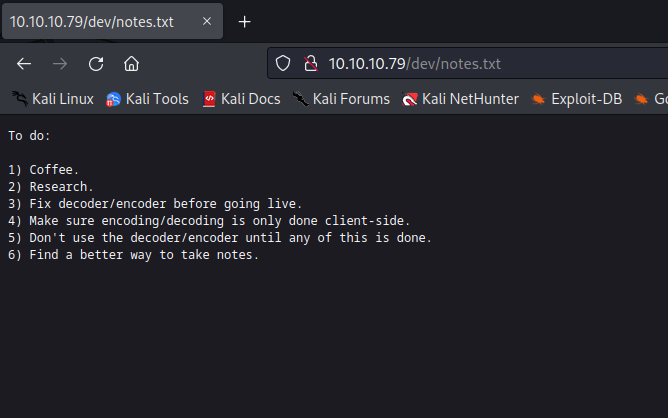 10.10.10.79/dev/notes.txt
10.10.10.79/dev/notes.txt
Kali Linux Kali Tools Kali Docs Kali Forums Kali NetHunter Exploit-DB
To do:
1) Coffee.
2) Research.
3) Fix decoder/encoder before going live.
4) Make sure encoding/decoding is only done client-side.
5) Don't use the decoder/encoder until any of this is done.
6) Find a better way to take notes.